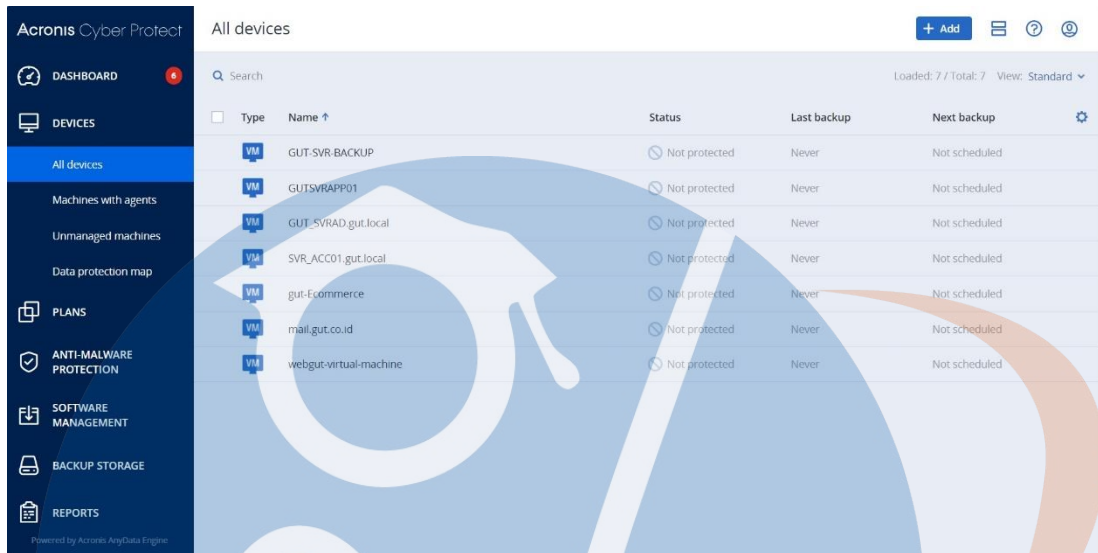 Acronis Cyber Protect
All devices
+ Add
DASHBOARD 6
DEVICES
All devices
Machines with agents
Unmanaged machines
Data protection map
PLANS
ANTI-MALWARE
PROTECTION
SOFTWARE
MANAGEMENT
BACKUP STORAGE
REPORTS
Powered by Acronis AnyData Engine
Search
Loaded: 7 / Total: 7 View: Standard
Type Name Status Last backup Next backup
VM GUT-SVR-BACKUP Not protected Never Not scheduled
VM GUTSVRAPP01 Not protected Never Not scheduled
VM GUT_SVRAD.gut.local Not protected Never Not scheduled
VM SVR_ACC01.gut.local Not protected Never Not scheduled
VM gut-Ecommerce Not protected Never Not scheduled
VM mail.gut.co.id Not protected Never Not scheduled
VM webgut-virtual-machine Not protected Never Not scheduled